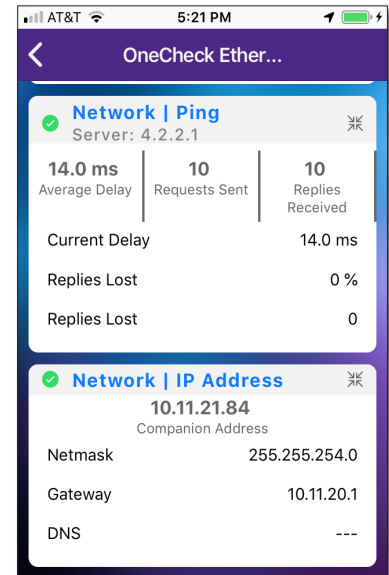 AT&T 5:21 PM
OneCheck Ether...
Network | Ping
Server: 4.2.2.1
14.0 ms 10 10
Average Delay Requests Sent Replies Received
Current Delay 14.0 ms
Replies Lost 0 %
Replies Lost 0
Network | IP Address
10.11.21.84
Companion Address
Netmask 255.255.254.0
Gateway 10.11.20.1
DNS ---